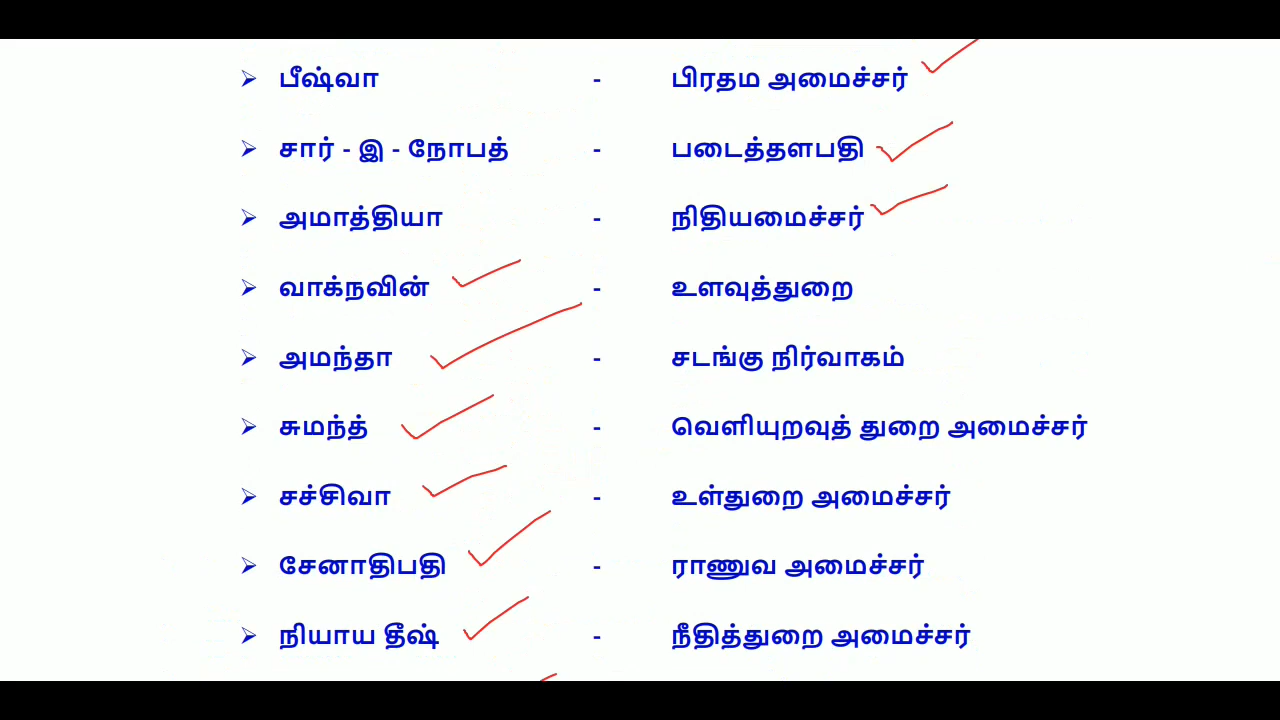 ➢ பீஷ்வா - பிரதம அமைச்சர்
➢ சார் - இ - நோபத் - படைத்தளபதி
➢ அமாத்தியா - நிதியமைச்சர்
➢ வாக்நவின் - உளவுத்துறை
➢ அமந்தா - சடங்கு நிர்வாகம்
➢ சுமந்த் - வெளியுறவுத் துறை அமைச்சர்
➢ சச்சிவா - உள்துறை அமைச்சர்
➢ சேனாதிபதி - ராணுவ அமைச்சர்
➢ நியாய தீஷ் - நீதித்துறை அமைச்சர்